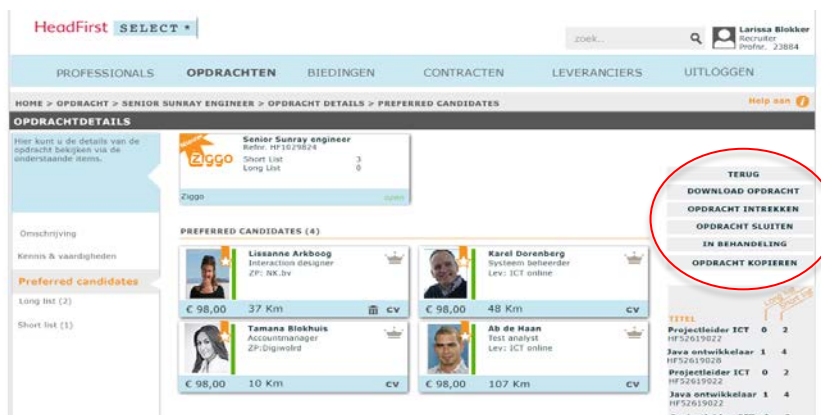 HeadFirst SELECT *
zoek..
Larissa Blokker
Recruiter
Profnr. 23884
PROFESSIONALS OPDRACHTEN BIEDINGEN CONTRACTEN LEVERANCIERS UITLOGGEN
HOME > OPDRACHT > SENIOR SUNRAY ENGINEER > OPDRACHT DETAILS > PREFERRED CANDIDATES
Help aan
OPDRACHTDETAILS
Hier kunt u de details van de
opdracht bekijken via de
onderstaande items.
Omschrijving
Kennis & vaardigheden
Preferred candidates
Long list (2)
Short list (1)
ZIGGO
Senior Sunray engineer
Refnr. HF1029824
Short List 3
Long List 0
Ziggo open
PREFERRED CANDIDATES (4)
Lissanne Arkboog
Interaction designer
ZP: NK.bv
€ 98,00 37 Km CV
Karel Dorenberg
Systeem beheerder
Lev: ICT online
€ 98,00 48 Km CV
Tamana Blokhuis
Accountmanager
ZP:Digiwolrd
€ 98,00 10 Km CV
Ab de Haan
Test analyst
Lev: ICT online
€ 98,00 107 Km CV
TERUG
DOWNLOAD OPDRACHT
OPDRACHT INTREKKEN
OPDRACHT SLUITEN
IN BEHANDELING
OPDRACHT KOPIEREN
Long list
Short list
TITEL
Projectleider ICT 0 2
HF52619022
Java ontwikkelaar 1 4
HF52619028
Projectleider ICT 0 2
HF52619022
Java ontwikkelaar 1 4
HF52619022